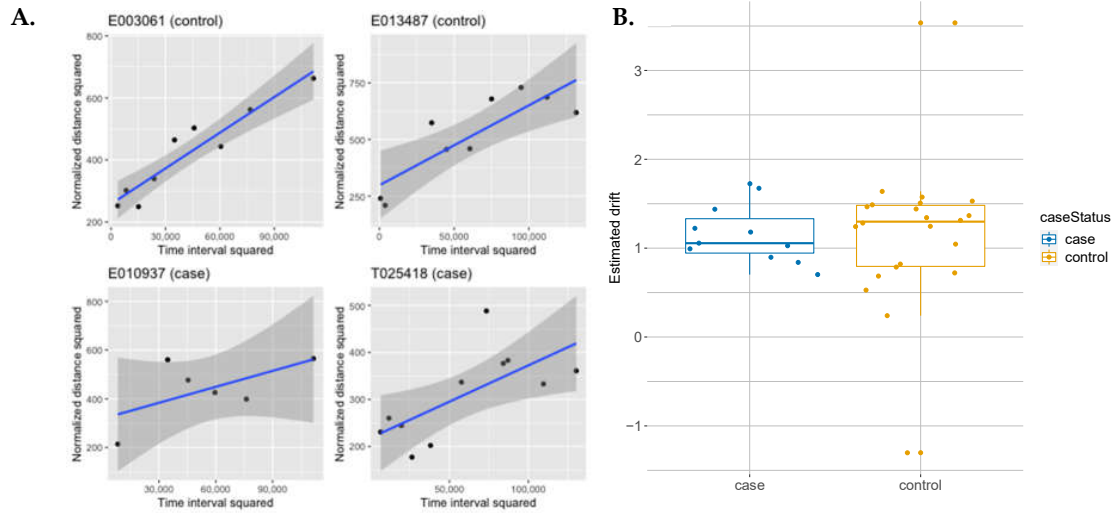 A.
E003061 (control)
Normalized distance squared
800
600
400
200
0
30,000
60,000
90,000
Time interval squared
E013487 (control)
Normalized distance squared
750
500
250
0
50,000
100,000
Time interval squared
E010937 (case)
Normalized distance squared
800
600
400
200
30,000
60,000
90,000
Time interval squared
T025418 (case)
Normalized distance squared
500
400
300
200
50,000
100,000
Time interval squared
B.
Estimated drift
3
2
1
0
−1
case
control
caseStatus
case
control